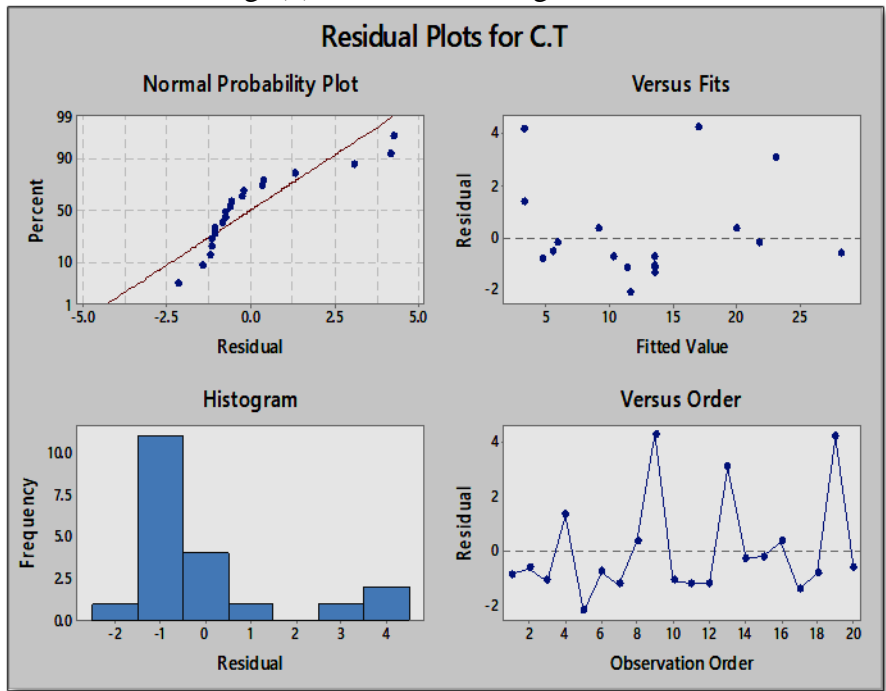 Residual Plots for C.T
Normal Probability Plot
Percent
99
90
50
10
1
-5.0 -2.5 0.0 2.5 5.0
Residual
Versus Fits
Residual
4
2
0
-2
5 10 15 20 25
Fitted Value
Histogram
Frequency
10.0
7.5
5.0
2.5
0.0
-2 -1 0 1 2 3 4
Residual
Versus Order
Residual
4
2
0
-2
2 4 6 8 10 12 14 16 18 20
Observation Order